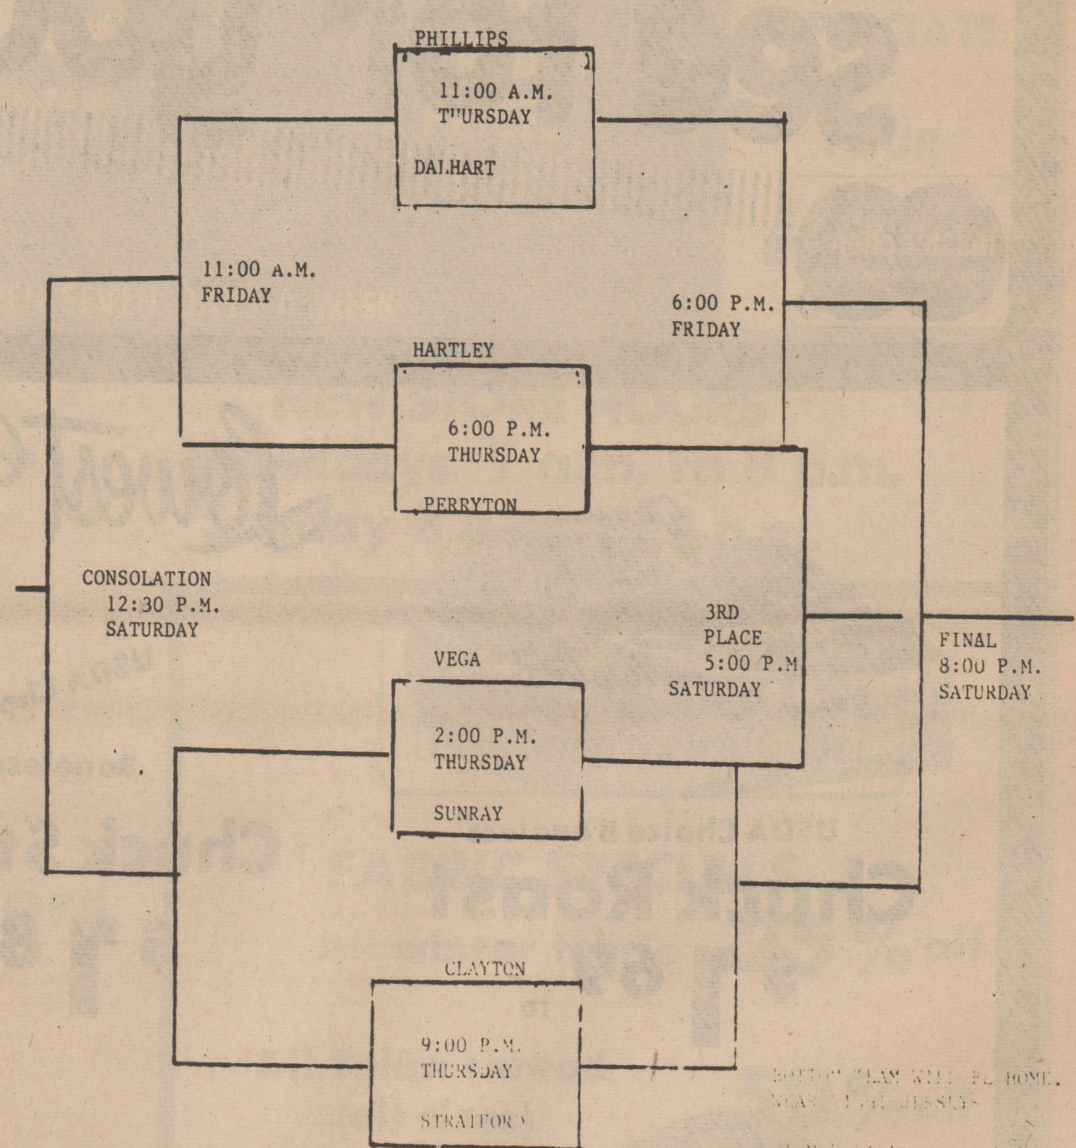 PHILLIPS
11:00 A.M.
THURSDAY
DALHART
11:00 A.M.
FRIDAY
6:00 P.M.
FRIDAY
HARTLEY
6:00 P.M.
THURSDAY
PERRYTON
CONSOLATION
12:30 P.M.
SATURDAY
3RD
PLACE
5:00 P.M
SATURDAY
FINAL
8:00 P.M.
SATURDAY
VEGA
2:00 P.M.
THURSDAY
SUNRAY
CLAYTON
9:00 P.M.
THURSDAY
STRATFORD
TEAM WILL BE HOME.